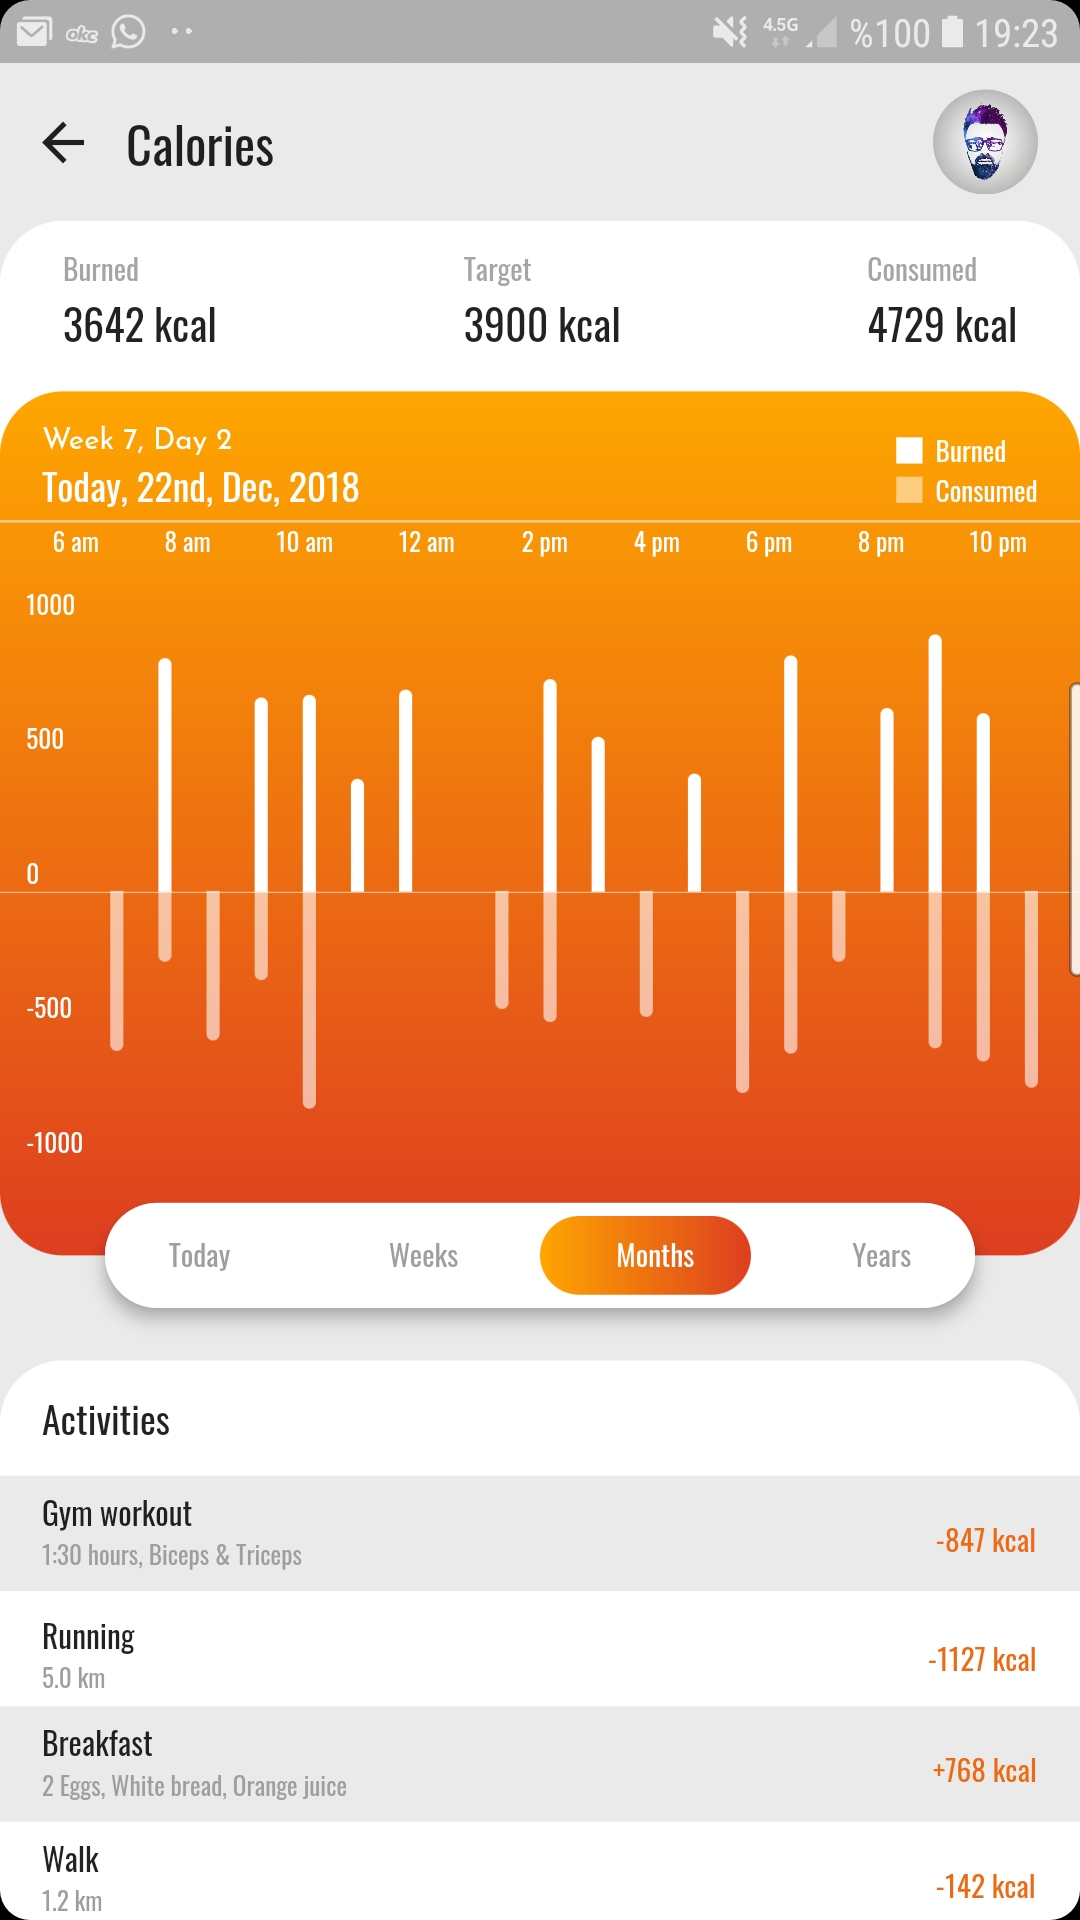 okc 4.5G %100 19:23
Calories
Burned Target Consumed
3642 kcal 3900 kcal 4729 kcal
Week 7, Day 2
Today, 22nd, Dec, 2018
Burned
Consumed
6 am 8 am 10 am 12 am 2 pm 4 pm 6 pm 8 pm 10 pm
1000
500
0
-500
-1000
Today Weeks Months Years
Activities
Gym workout
1:30 hours, Biceps & Triceps
-847 kcal
Running
5.0 km
-1127 kcal
Breakfast
2 Eggs, White bread, Orange juice
+768 kcal
Walk
1.2 km
-142 kcal